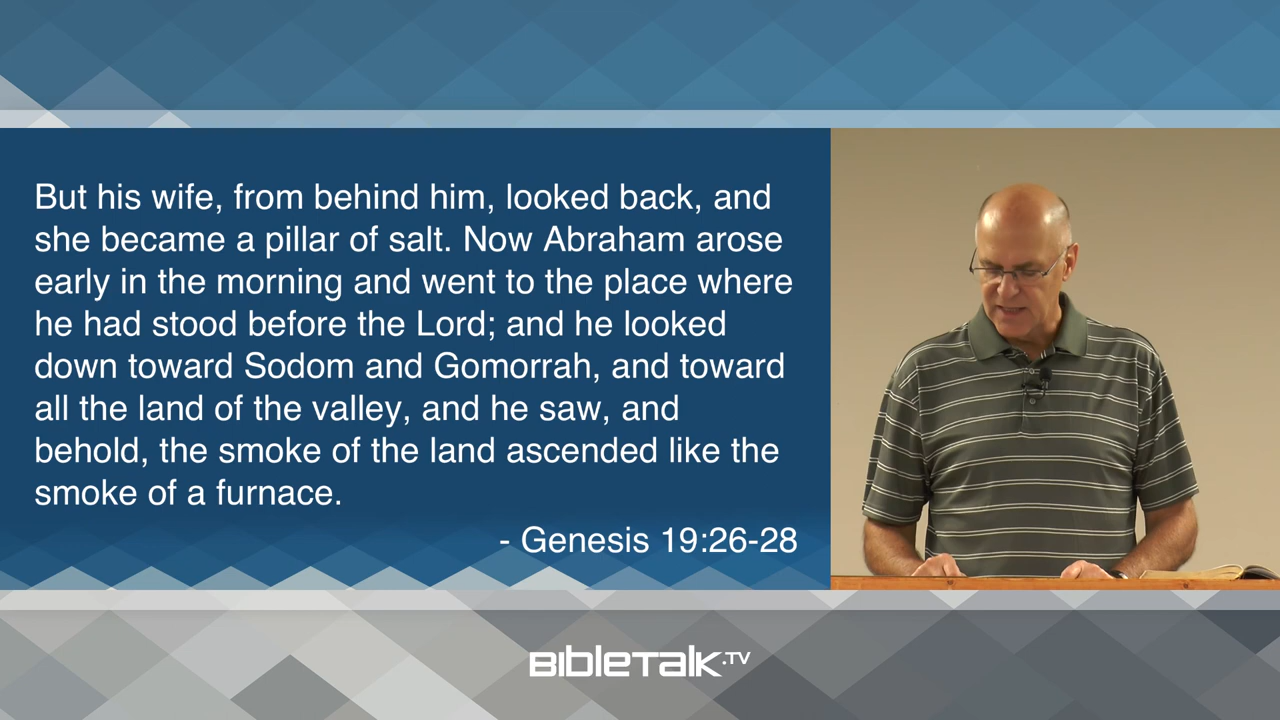 But his wife, from behind him, looked back, and
she became a pillar of salt. Now Abraham arose
early in the morning and went to the place where
he had stood before the Lord; and he looked
down toward Sodom and Gomorrah, and toward
all the land of the valley, and he saw, and
behold, the smoke of the land ascended like the
smoke of a furnace.
- Genesis 19:26-28
BIBLETALK.TV